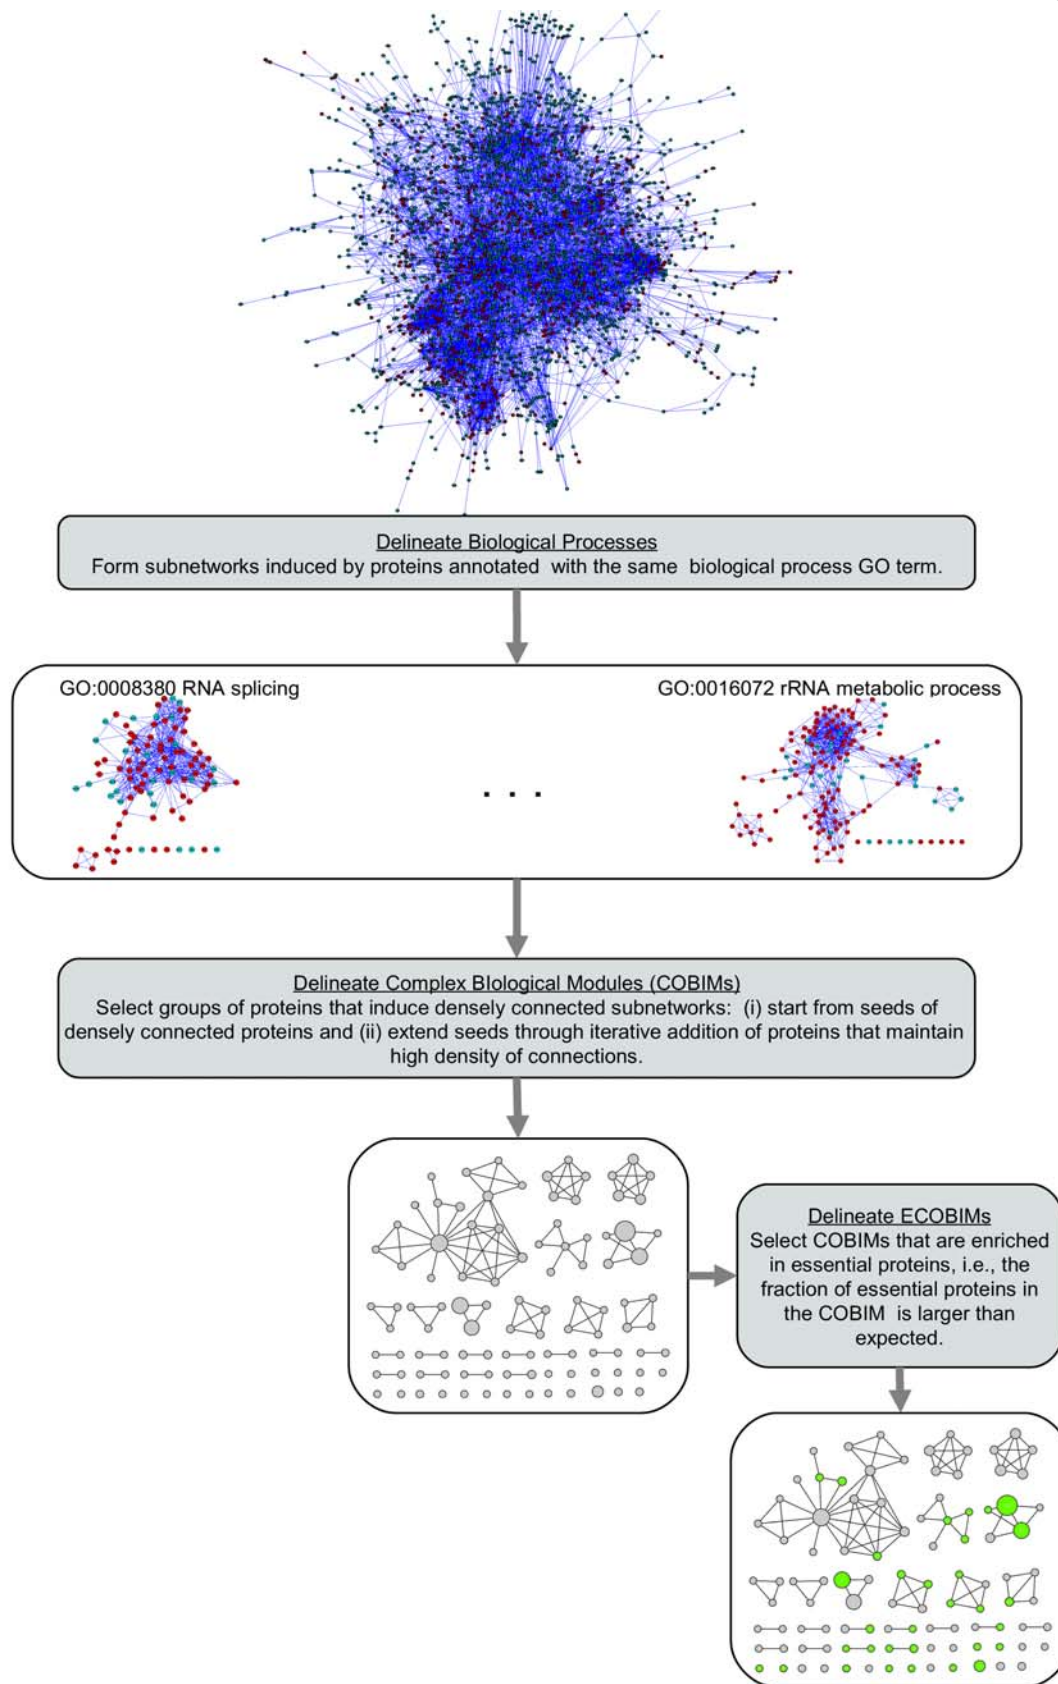 Delineate Biological Processes
Form subnetworks induced by proteins annotated with the same biological process GO term.
GO:0008380 RNA splicing
GO:0016072 rRNA metabolic process
. . .
Delineate Complex BIological Modules (COBIMs)
Select groups of proteins that induce densely connected subnetworks: (i) start from seeds of
densely connected proteins and (ii) extend seeds through iterative addition of proteins that maintain
high density of connections.
Delineate ECOBIMs
Select COBIMs that are enriched
in essential proteins, i.e., the
fraction of essential proteins in
the COBIM is larger than
expected.